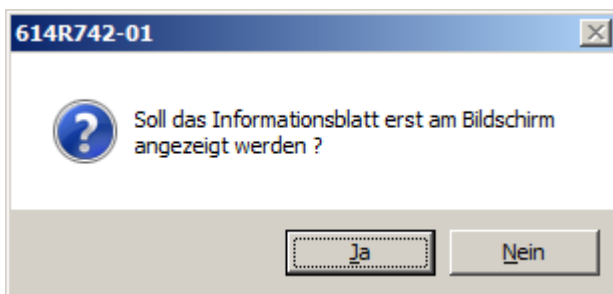 614R742-01
Soll das Informationsblatt erst am Bildschirm
angezeigt werden ?
Ja
Nein